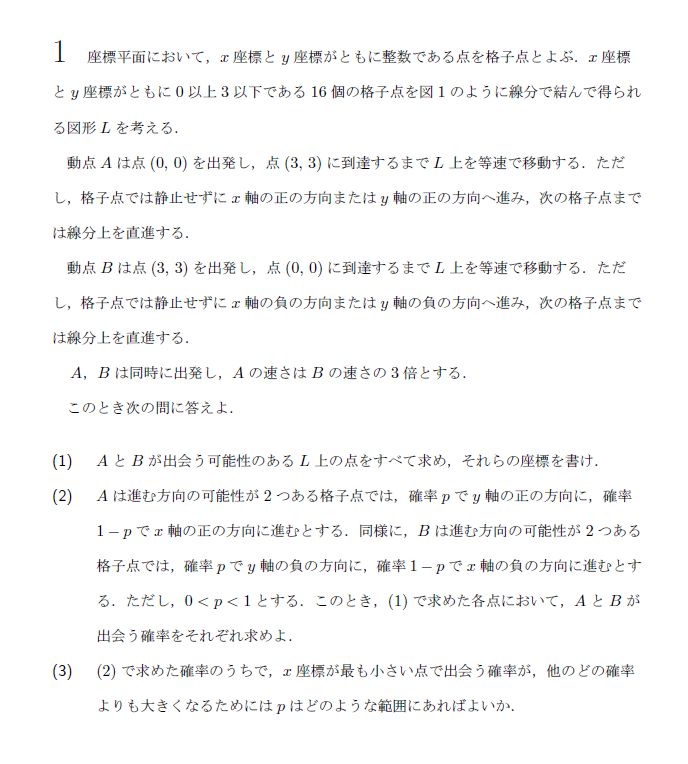 1 座標平面において，x 座標と y 座標がともに整数である点を格子点とよぶ．x 座標
と y 座標がともに 0 以上 3 以下である 16 個の格子点を図 1 のように線分で結んで得られ
る図形 L を考える．
動点 A は点 (0, 0) を出発し，点 (3, 3) に到達するまで L 上を等速で移動する．ただ
し，格子点では静止せずに x 軸の正の方向または y 軸の正の方向へ進み，次の格子点まで
は線分上を直進する．
動点 B は点 (3, 3) を出発し，点 (0, 0) に到達するまで L 上を等速で移動する．ただ
し，格子点では静止せずに x 軸の負の方向または y 軸の負の方向へ進み，次の格子点まで
は線分上を直進する．
A，B は同時に出発し，A の速さは B の速さの 3 倍とする．
このとき次の問に答えよ．
(1) A と B が出会う可能性のある L 上の点をすべて求め，それらの座標を書け．
(2) A は進む方向の可能性が 2 つある格子点では，確率 p で y 軸の正の方向に，確率
1 − p で x 軸の正の方向に進むとする．同様に，B は進む方向の可能性が 2 つある
格子点では，確率 p で y 軸の負の方向に，確率 1 − p で x 軸の負の方向に進むとす
る．ただし，0 < p < 1 とする．このとき，(1) で求めた各点において，A と B が
出会う確率をそれぞれ求めよ．
(3) (2) で求めた確率のうちで，x 座標が最も小さい点で出会う確率が，他のどの確率
よりも大きくなるためには p はどのような範囲にあればよいか．